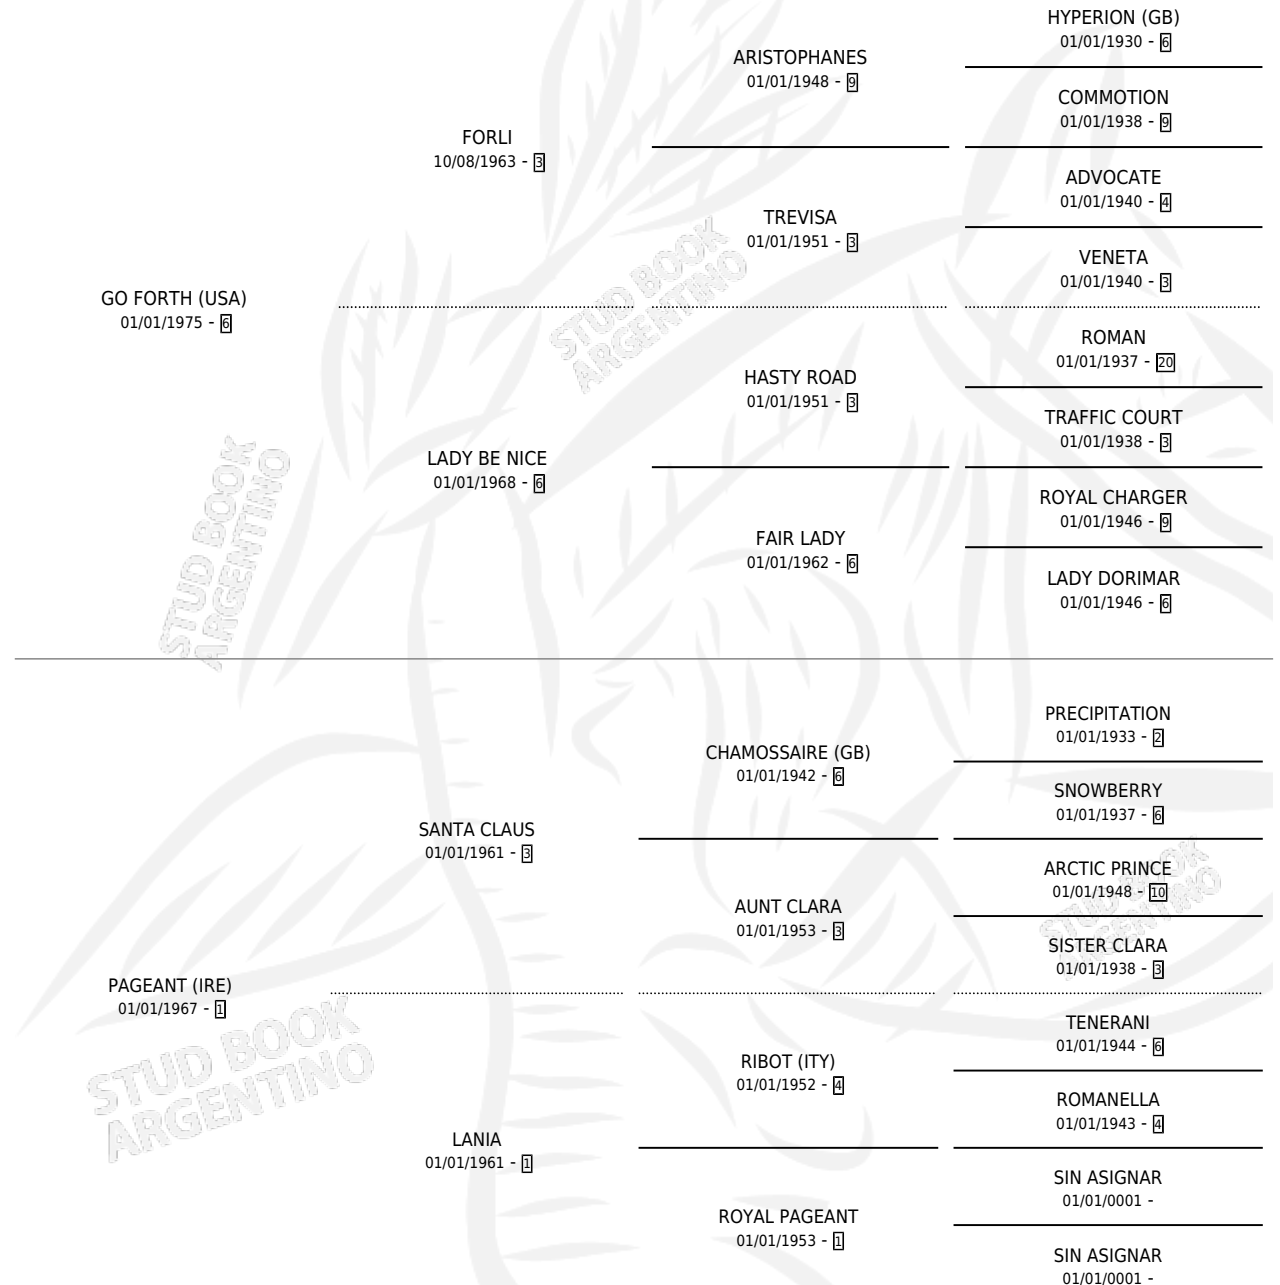 HYPERION (GB)
01/01/1930 - 6
ARISTOPHANES
01/01/1948 - 9
COMMOTION
01/01/1938 - 9
FORLI
10/08/1963 - 3
ADVOCATE
01/01/1940 - 4
TREVISA
01/01/1951 - 3
VENETA
01/01/1940 - 3
GO FORTH (USA)
01/01/1975 - 6
ROMAN
01/01/1937 - 20
HASTY ROAD
01/01/1951 - 3
TRAFFIC COURT
01/01/1938 - 3
LADY BE NICE
01/01/1968 - 6
ROYAL CHARGER
01/01/1946 - 9
FAIR LADY
01/01/1962 - 6
LADY DORIMAR
01/01/1946 - 6
PRECIPITATION
01/01/1933 - 2
CHAMOSSAIRE (GB)
01/01/1942 - 6
SNOWBERRY
01/01/1937 - 6
SANTA CLAUS
01/01/1961 - 3
ARCTIC PRINCE
01/01/1948 - 10
AUNT CLARA
01/01/1953 - 3
SISTER CLARA
01/01/1938 - 3
PAGEANT (IRE)
01/01/1967 - 1
TENERANI
01/01/1944 - 6
RIBOT (ITY)
01/01/1952 - 4
ROMANELLA
01/01/1943 - 4
LANIA
01/01/1961 - 1
SIN ASIGNAR
01/01/0001 -
ROYAL PAGEANT
01/01/1953 - 1
SIN ASIGNAR
01/01/0001 -
STUD BOOK
ARGENTINO
STUD BOOK
ARGENTINO
STUD BOOK
ARGENTINO
STUD BOOK
ARGENTINO